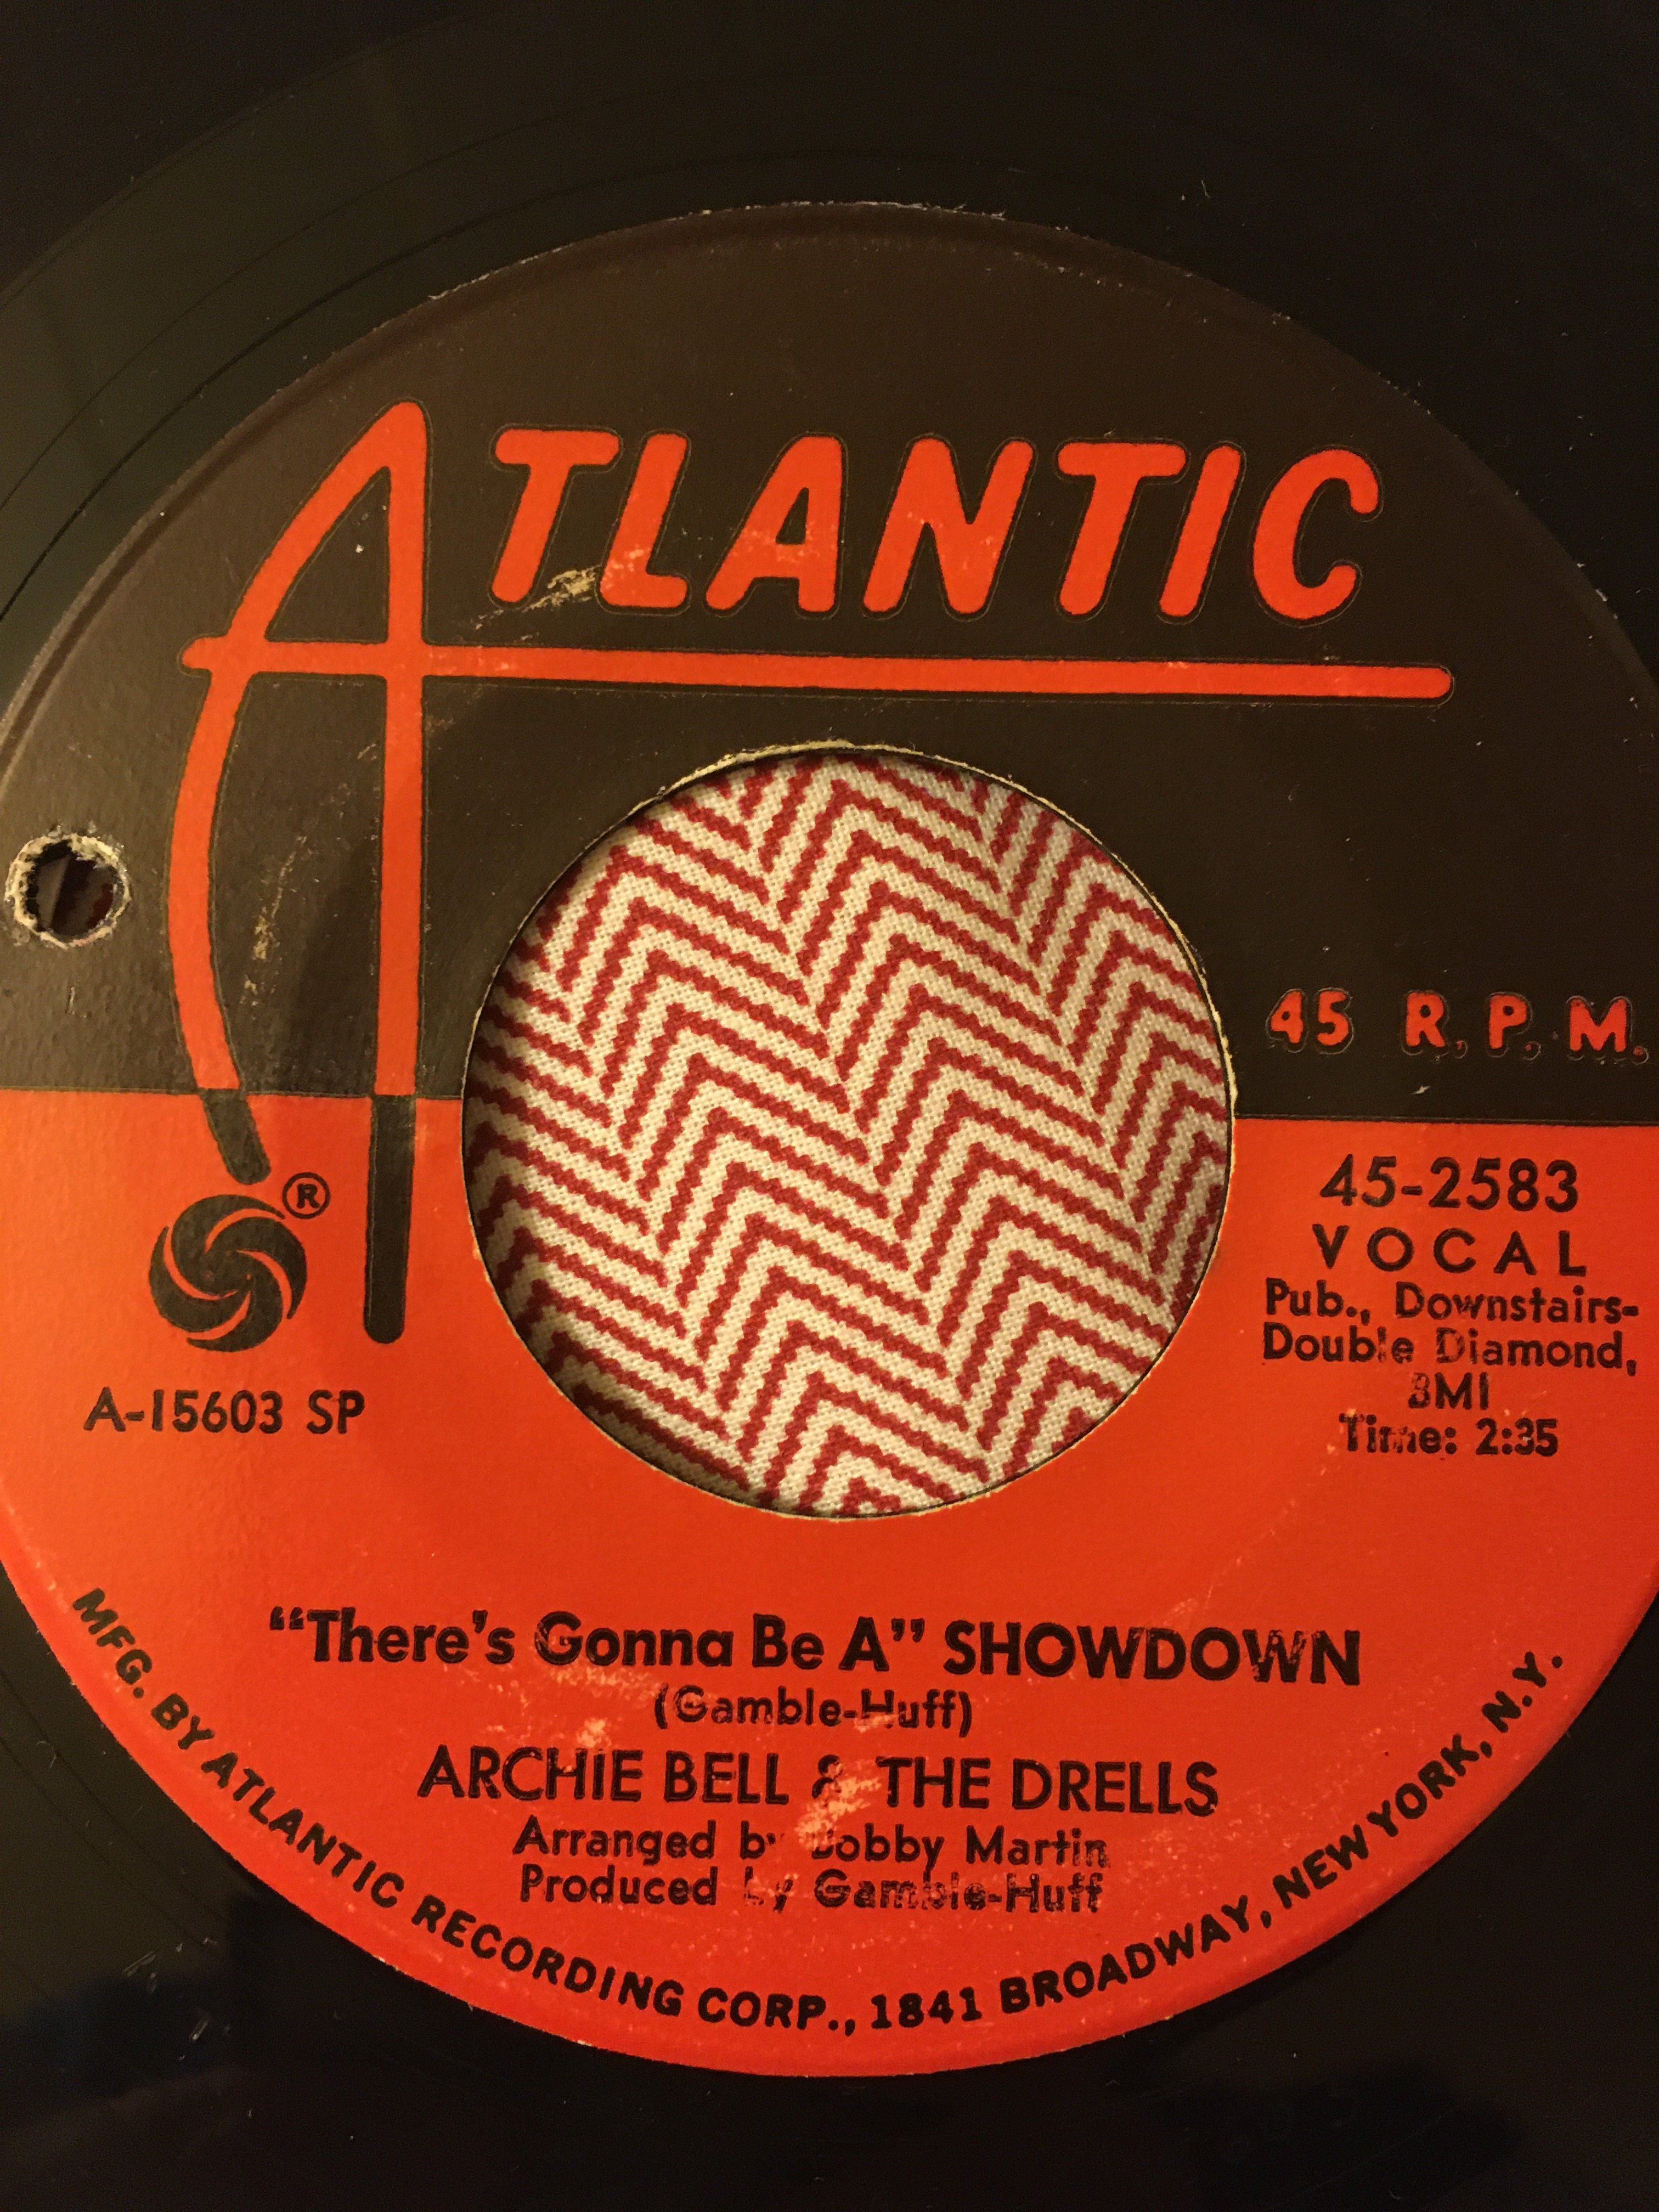 ATLANTIC
45 R.P.M.
®
A-15603 SP
45-2583
VOCAL
Pub., Downstairs-
Double Diamond,
BMI
Time: 2:35
"There's Gonna Be A" SHOWDOWN
(Gamble-Huff)
ARCHIE BELL & THE DRELLS
Arranged by Bobby Martin
Produced by Gamble-Huff
MFG. BY ATLANTIC RECORDING CORP., 1841 BROADWAY, NEW YORK, N.Y.